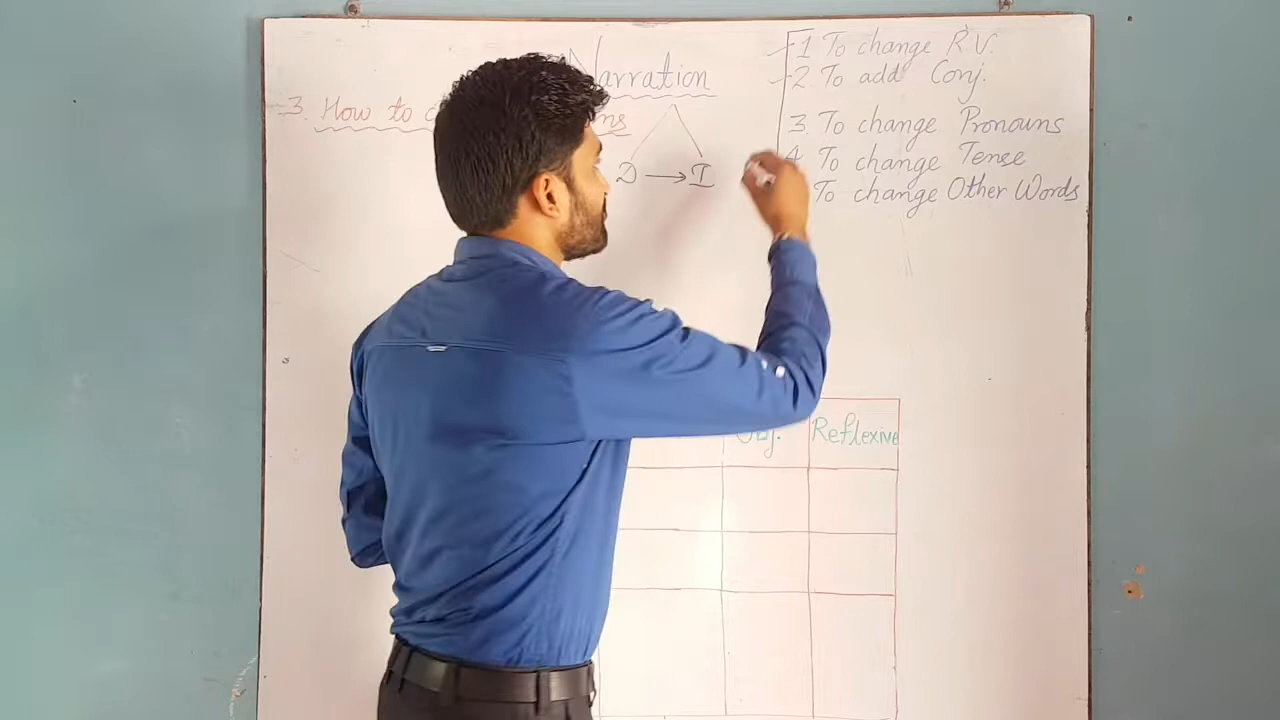 Narration
3. How to
D → I
1 To change R.V.
2 To add Conj.
3. To change Pronouns
4 To change Tense
To change Other Words
Obj. Reflexive